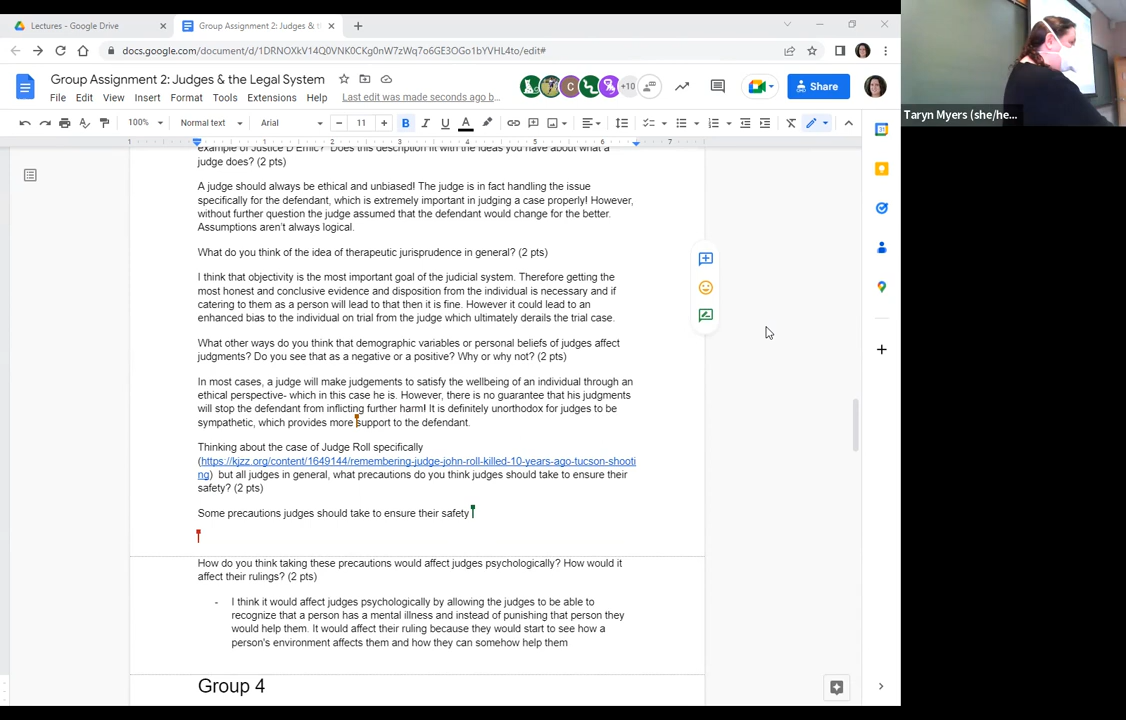 Lectures - Google Drive
Group Assignment 2: Judges & t
docs.google.com/document/d/1DRNOXkV14Q0VNK0CKg0nW7zWq7o6GE3OGo1bYVHL4to/edit#
Group Assignment 2: Judges & the Legal System
+10
Share
File Edit View Insert Format Tools Extensions Help Last edit was made seconds ago b...
100% Normal text Arial 11
1 1 2 3 4 5 6 7
example of Justice D'Emic? Does this description fit with the ideas you have about what a
judge does? (2 pts)
A judge should always be ethical and unbiased! The judge is in fact handling the issue
specifically for the defendant, which is extremely important in judging a case properly! However,
without further question the judge assumed that the defendant would change for the better.
Assumptions aren't always logical.
What do you think of the idea of therapeutic jurisprudence in general? (2 pts)
I think that objectivity is the most important goal of the judicial system. Therefore getting the
most honest and conclusive evidence and disposition from the individual is necessary and if
catering to them as a person will lead to that then it is fine. However it could lead to an
enhanced bias to the individual on trial from the judge which ultimately derails the trial case.
What other ways do you think that demographic variables or personal beliefs of judges affect
judgments? Do you see that as a negative or a positive? Why or why not? (2 pts)
In most cases, a judge will make judgements to satisfy the wellbeing of an individual through an
ethical perspective- which in this case he is. However, there is no guarantee that his judgments
will stop the defendant from inflicting further harm! It is definitely unorthodox for judges to be
sympathetic, which provides more support to the defendant.
Thinking about the case of Judge Roll specifically
(https://kjzz.org/content/1649144/remembering-judge-john-roll-killed-10-years-ago-tucson-shooti
ng) but all judges in general, what precautions do you think judges should take to ensure their
safety? (2 pts)
Some precautions judges should take to ensure their safety
How do you think taking these precautions would affect judges psychologically? How would it
affect their rulings? (2 pts)
- I think it would affect judges psychologically by allowing the judges to be able to
recognize that a person has a mental illness and instead of punishing that person they
would help them. It would affect their ruling because they would start to see how a
person's environment affects them and how they can somehow help them
Group 4
Taryn Myers (she/he...